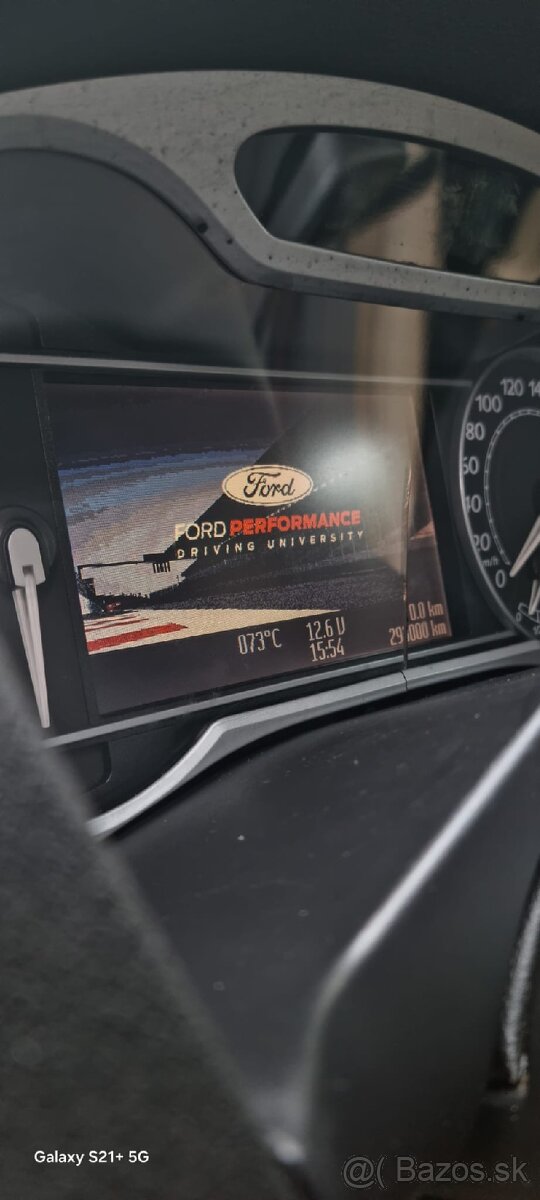 120
100
80
60
40
20
km/h
0
Ford
FORD PERFORMANCE
DRIVING UNIVERSITY
073°C 12.6 V 0.0 km
15:54
Galaxy S21+ 5G
Bazos.sk